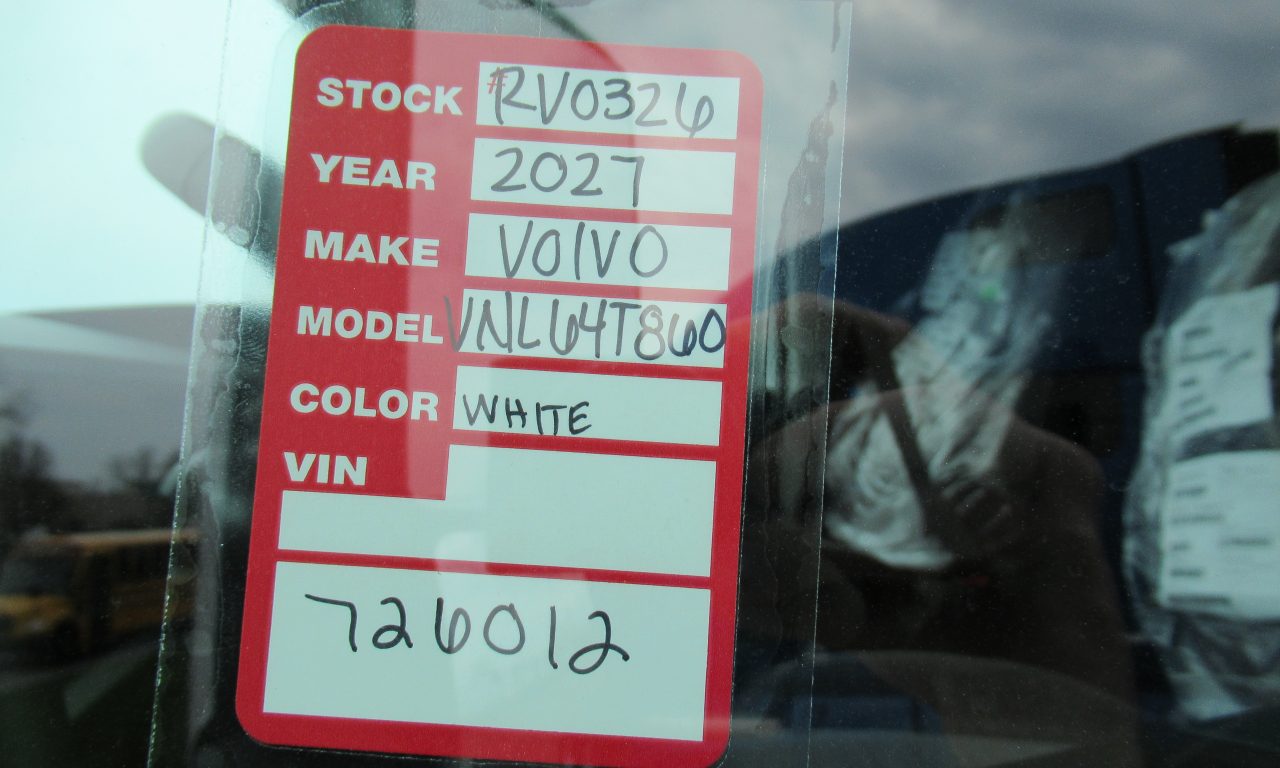 STOCK #RV0326
YEAR 2027
MAKE VOLVO
MODEL VNL64T860
COLOR WHITE
VIN
726012